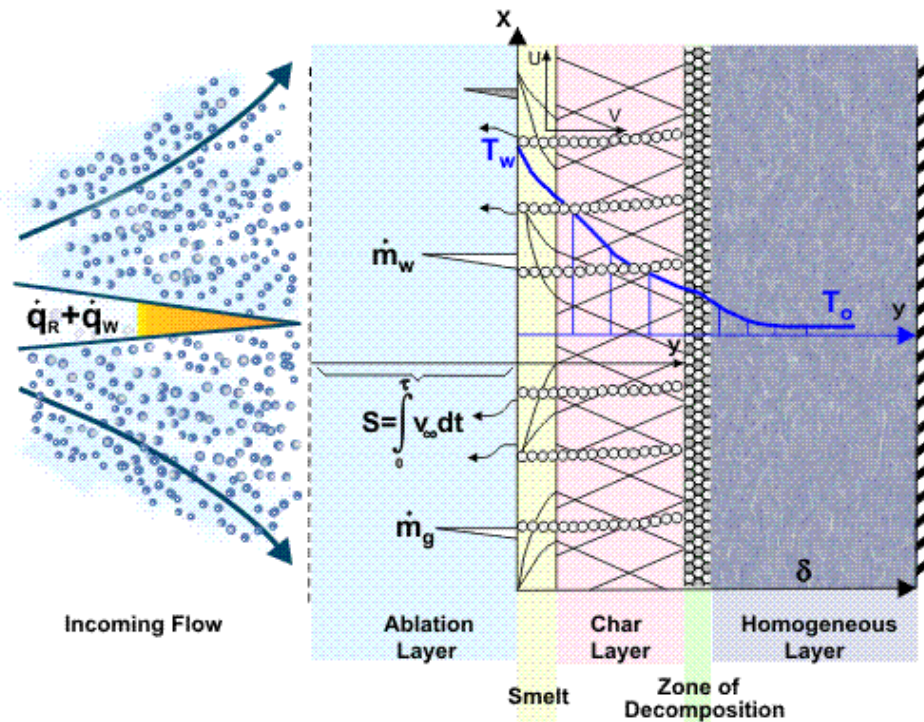 X
U
V
T_w
ṁ_w
q̇_R+q̇_W
T_o
y
y
S=∫_0^τ v_∞dt
ṁ_g
δ
Incoming Flow
Ablation
Layer
Char
Layer
Homogeneous
Layer
Smelt
Zone of
Decomposition